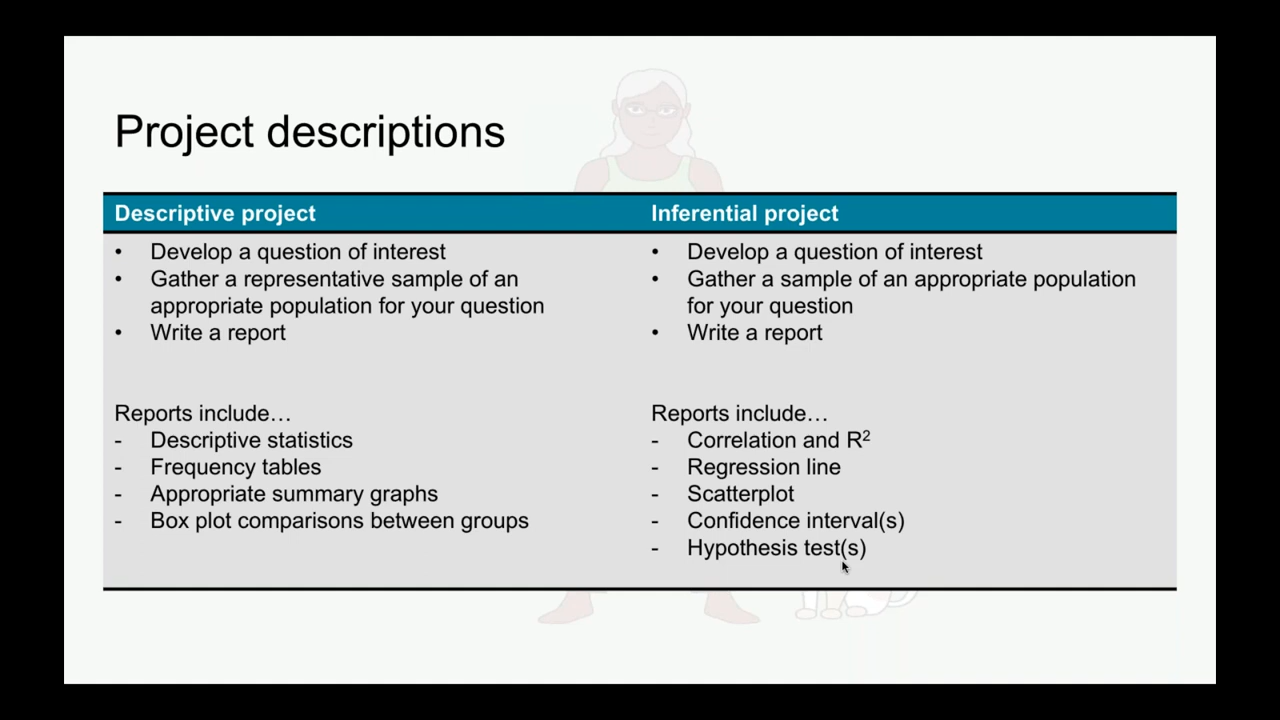 Project descriptions
Descriptive project
• Develop a question of interest
• Gather a representative sample of an
appropriate population for your question
• Write a report
Reports include…
- Descriptive statistics
- Frequency tables
- Appropriate summary graphs
- Box plot comparisons between groups
Inferential project
• Develop a question of interest
• Gather a sample of an appropriate population
for your question
• Write a report
Reports include…
- Correlation and R²
- Regression line
- Scatterplot
- Confidence interval(s)
- Hypothesis test(s)